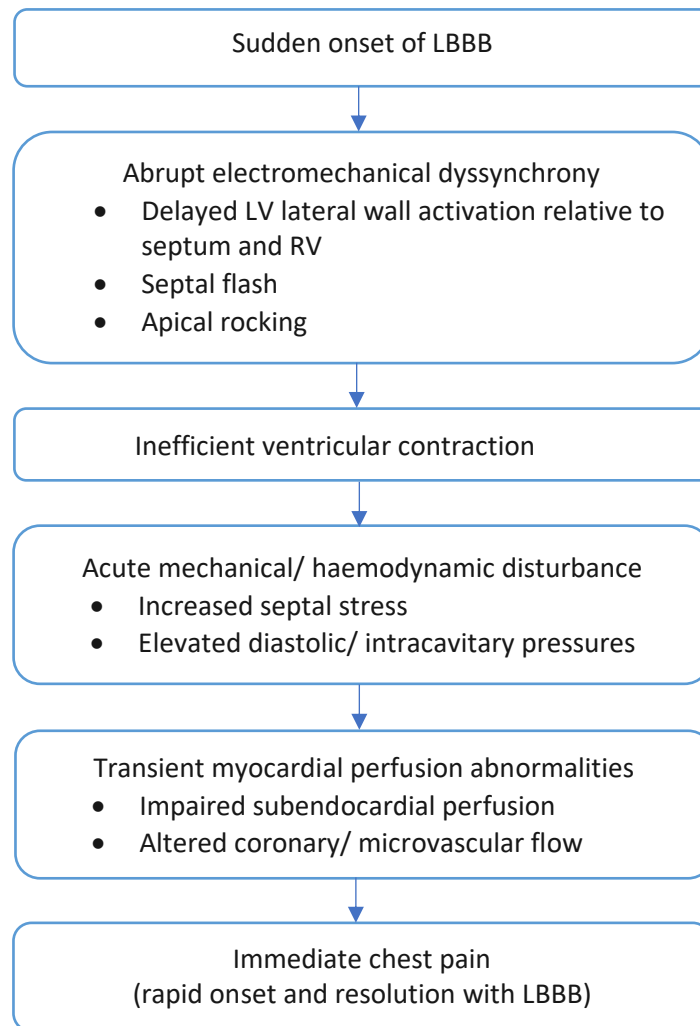 Sudden onset of LBBB
Abrupt electromechanical dyssynchrony
• Delayed LV lateral wall activation relative to
septum and RV
• Septal flash
• Apical rocking
Inefficient ventricular contraction
Acute mechanical/ haemodynamic disturbance
• Increased septal stress
• Elevated diastolic/ intracavitary pressures
Transient myocardial perfusion abnormalities
• Impaired subendocardial perfusion
• Altered coronary/ microvascular flow
Immediate chest pain
(rapid onset and resolution with LBBB)